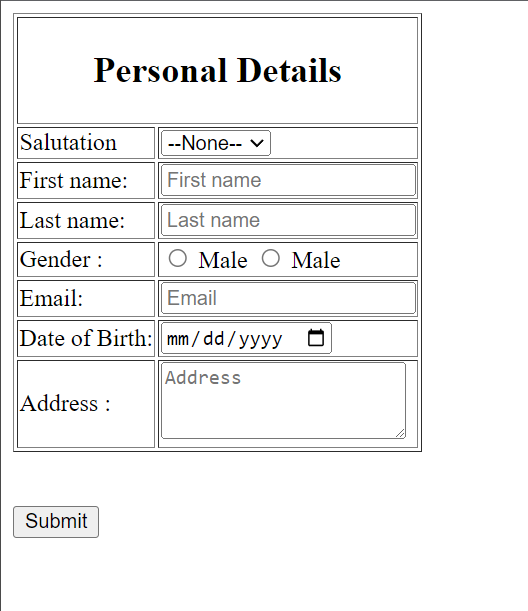 Personal Details
Salutation --None--
First name: First name
Last name: Last name
Gender : Male Male
Email: Email
Date of Birth: mm/dd/yyyy
Address : Address
Submit